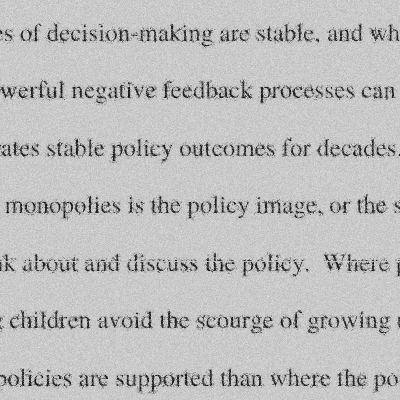 es of decision-making are stable, and wh
werful negative feedback processes can
ates stable policy outcomes for decades.
monopolies is the policy image, or the s
nk about and discuss the policy. Where p
g children avoid the scourge of growing
policies are supported than where the po